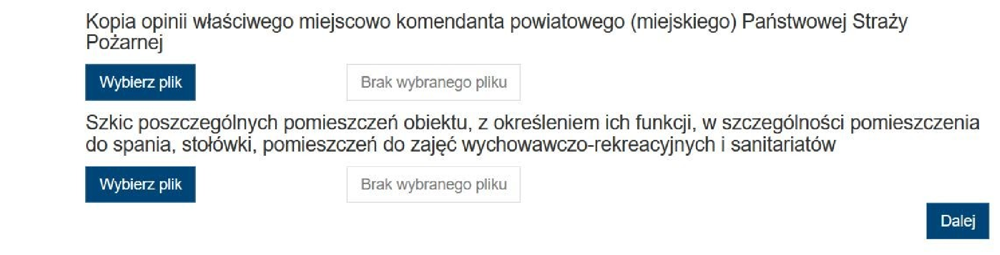 Kopia opinii właściwego miejscowo komendanta powiatowego (miejskiego) Państwowej Straży
Pożarnej
Wybierz plik
Brak wybranego pliku
Szkic poszczególnych pomieszczeń obiektu, z określeniem ich funkcji, w szczególności pomieszczenia
do spania, stołówki, pomieszczeń do zajęć wychowawczo-rekreacyjnych i sanitariatów
Wybierz plik
Brak wybranego pliku
Dalej